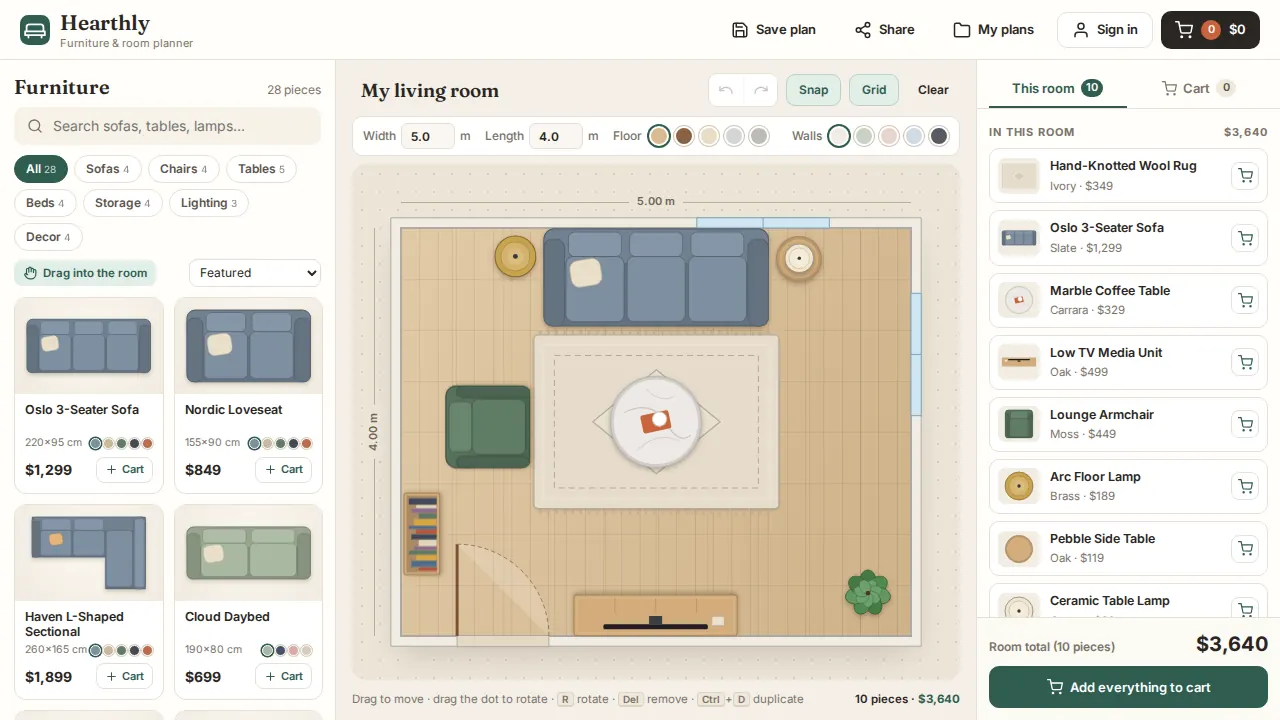 Hearthly
Furniture & room planner
Save plan
Share
My plans
Sign in
0 $0
Furniture
28 pieces
Search sofas, tables, lamps...
All 28
Sofas 4
Chairs 4
Tables 5
Beds 4
Storage 4
Lighting 3
Decor 4
Drag into the room
Featured
Oslo 3-Seater Sofa
220×95 cm
$1,299
Cart
Nordic Loveseat
155×90 cm
$849
Cart
Haven L-Shaped
Sectional
260×165 cm
$1,899
Cart
Cloud Daybed
190×80 cm
$699
Cart
My living room
Snap
Grid
Clear
Width 5.0 m Length 4.0 m Floor Walls
5.00 m
4.00 m
Drag to move · drag the dot to rotate · R rotate · Del remove · Ctrl + D duplicate
10 pieces · $3,640
This room 10
Cart 0
IN THIS ROOM $3,640
Hand-Knotted Wool Rug
Ivory · $349
Oslo 3-Seater Sofa
Slate · $1,299
Marble Coffee Table
Carrara · $329
Low TV Media Unit
Oak · $499
Lounge Armchair
Moss · $449
Arc Floor Lamp
Brass · $189
Pebble Side Table
Oak · $119
Ceramic Table Lamp
Room total (10 pieces) $3,640
Add everything to cart